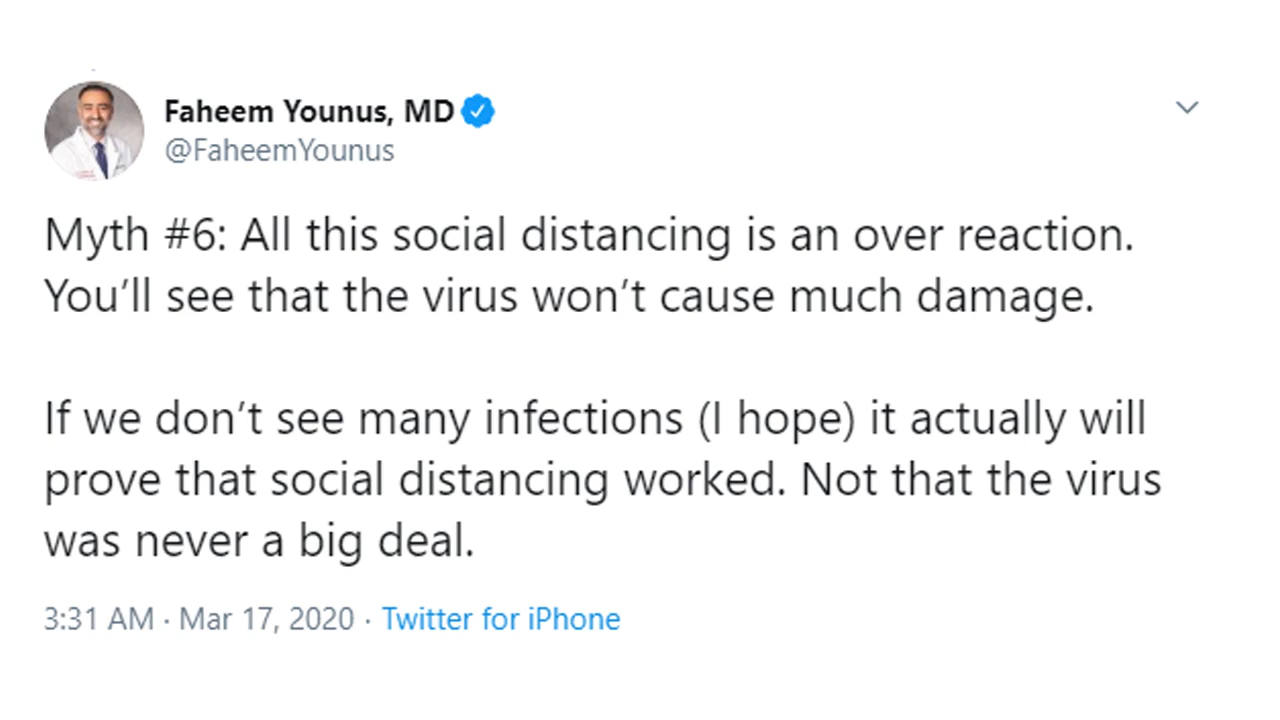 Faheem Younus, MD
@FaheemYounus
Myth #6: All this social distancing is an over reaction.
You’ll see that the virus won’t cause much damage.
If we don’t see many infections (I hope) it actually will
prove that social distancing worked. Not that the virus
was never a big deal.
3:31 AM · Mar 17, 2020 · Twitter for iPhone